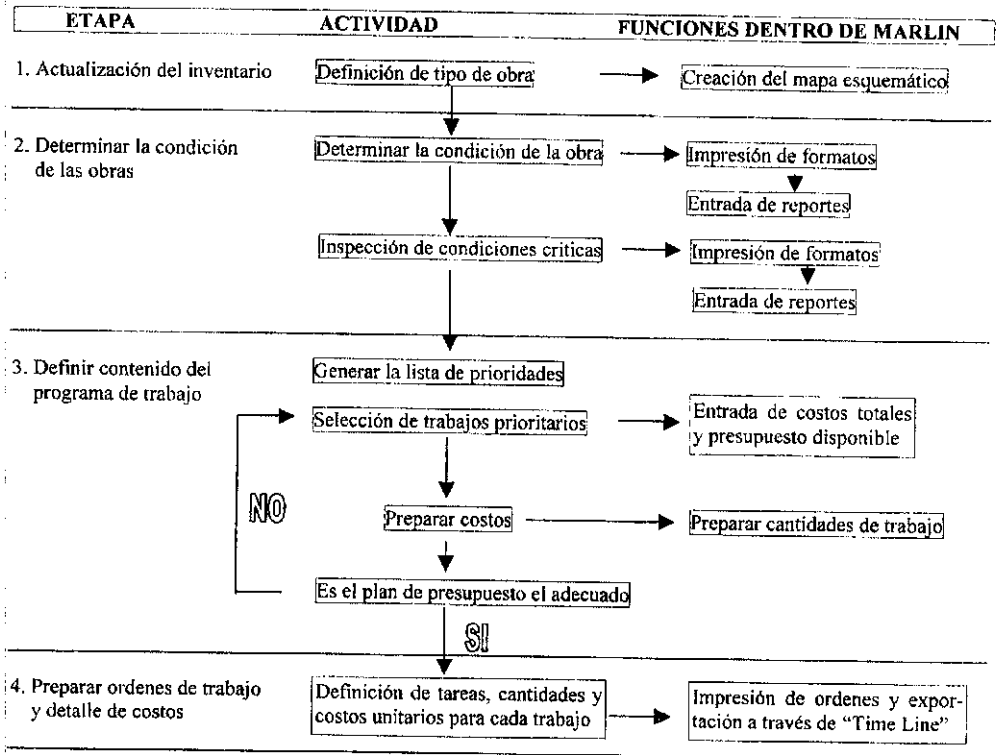 ETAPA ACTIVIDAD FUNCIONES DENTRO DE MARLIN
1. Actualización del inventario Definición de tipo de obra Creación del mapa esquemático
2. Determinar la condición
de las obras
Determinar la condición de la obra Impresión de formatos
Entrada de reportes
Inspección de condiciones criticas Impresión de formatos
Entrada de reportes
3. Definir contenido del
programa de trabajo
Generar la lista de prioridades
Selección de trabajos prioritarios
Entrada de costos totales
y presupuesto disponible
NO
Preparar costos Preparar cantidades de trabajo
Es el plan de presupuesto el adecuado
SI
4. Preparar ordenes de trabajo
y detalle de costos
Definición de tareas, cantidades y
costos unitarios para cada trabajo
Impresión de ordenes y expor-
tación a través de “Time Line”